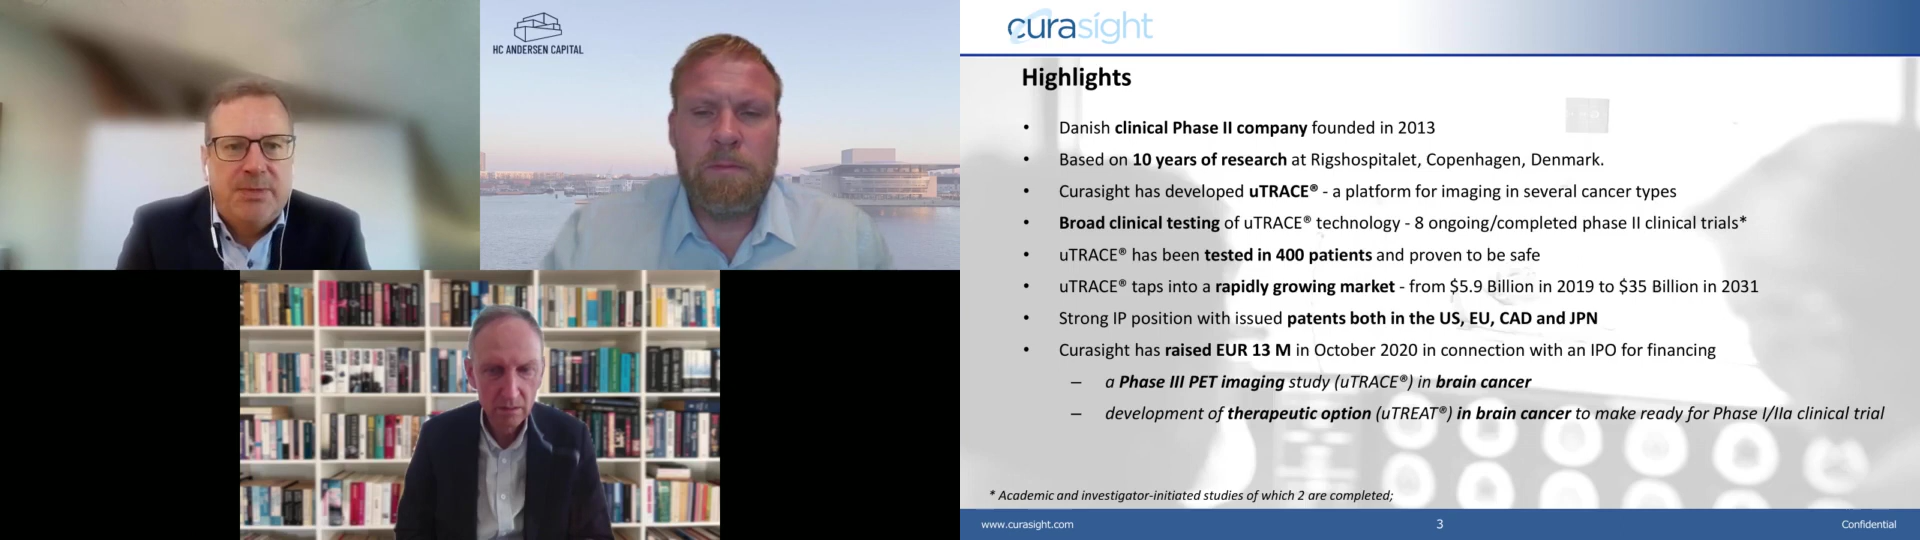 HC ANDERSEN CAPITAL
curasight
Highlights
• Danish clinical Phase II company founded in 2013
• Based on 10 years of research at Rigshospitalet, Copenhagen, Denmark.
• Curasight has developed uTRACE® - a platform for imaging in several cancer types
• Broad clinical testing of uTRACE® technology - 8 ongoing/completed phase II clinical trials*
• uTRACE® has been tested in 400 patients and proven to be safe
• uTRACE® taps into a rapidly growing market - from $5.9 Billion in 2019 to $35 Billion in 2031
• Strong IP position with issued patents both in the US, EU, CAD and JPN
• Curasight has raised EUR 13 M in October 2020 in connection with an IPO for financing
– a Phase III PET imaging study (uTRACE®) in brain cancer
– development of therapeutic option (uTREAT®) in brain cancer to make ready for Phase I/IIa clinical trial
* Academic and investigator-initiated studies of which 2 are completed;
www.curasight.com
3
Confidential